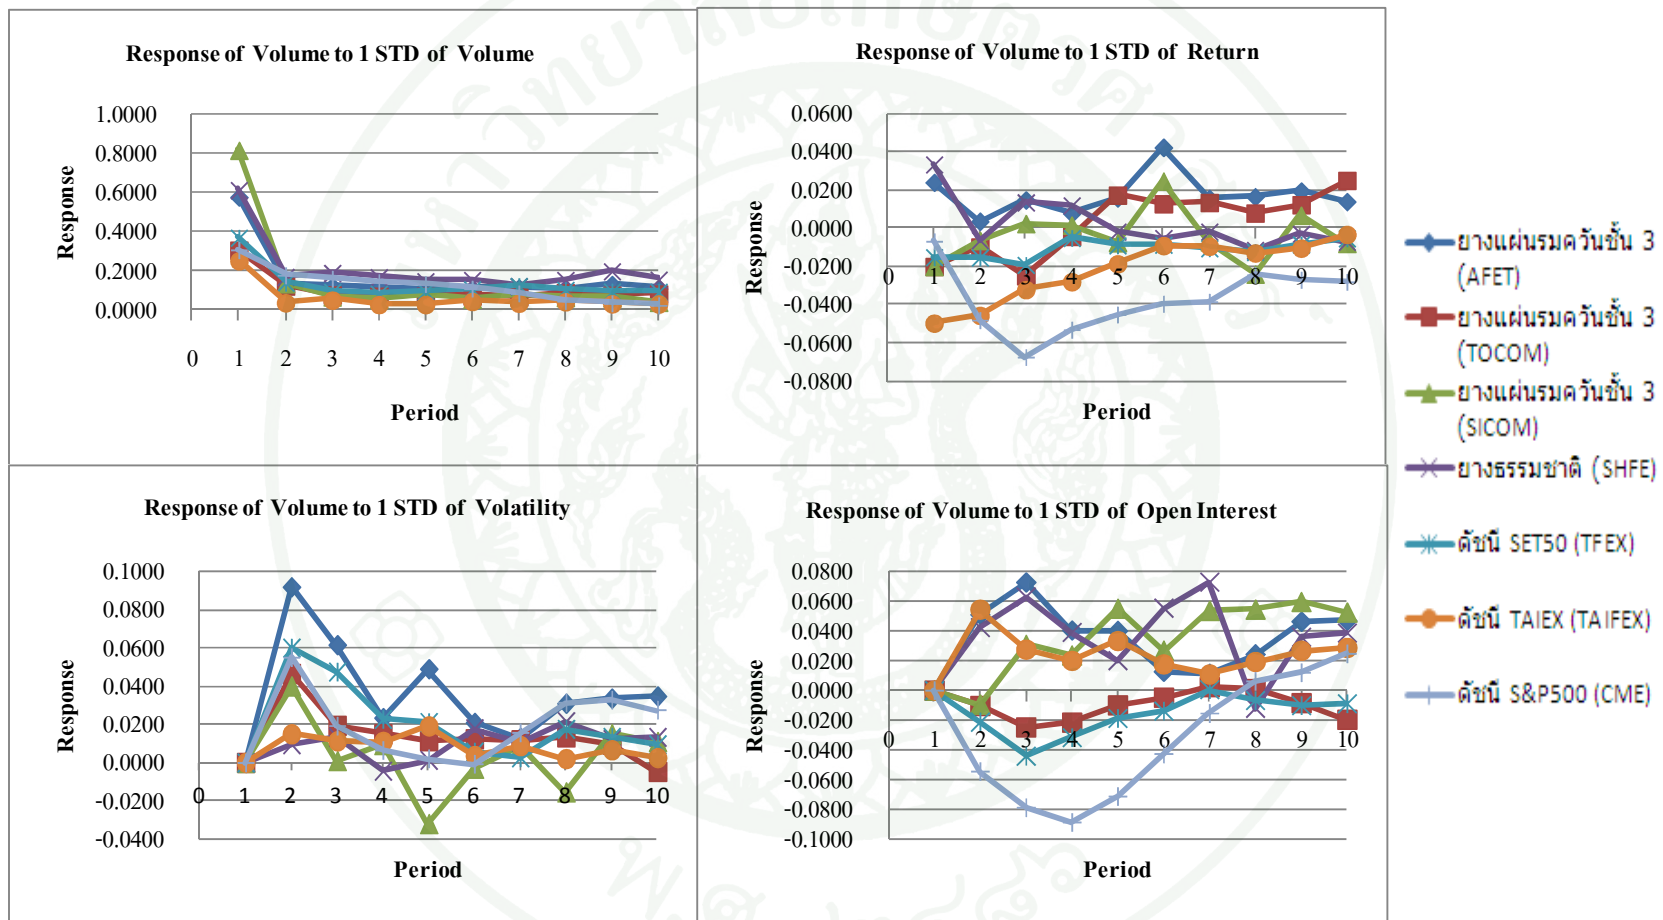 Response of Volume to 1 STD of Volume
Response
1.0000
0.8000
0.6000
0.4000
0.2000
0.0000
0 1 2 3 4 5 6 7 8 9 10
Period
Response of Volume to 1 STD of Return
Response
0.0600
0.0400
0.0200
0.0000
-0.0200
-0.0400
-0.0600
-0.0800
0 1 2 3 4 5 6 7 8 9 10
Period
Response of Volume to 1 STD of Volatility
Response
0.1000
0.0800
0.0600
0.0400
0.0200
0.0000
-0.0200
-0.0400
0 1 2 3 4 5 6 7 8 9 10
Period
Response of Volume to 1 STD of Open Interest
Response
0.0800
0.0600
0.0400
0.0200
0.0000
-0.0200
-0.0400
-0.0600
-0.0800
-0.1000
0 1 2 3 4 5 6 7 8 9 10
Period
ยางแผ่นรมควันชั้น 3
(AFET)
ยางแผ่นรมควันชั้น 3
(TOCOM)
ยางแผ่นรมควันชั้น 3
(SICOM)
ยางธรรมชาติ (SHFE)
ดัชนี SET50 (TFEX)
ดัชนี TAIEX (TAIFEX)
ดัชนี S&P500 (CME)